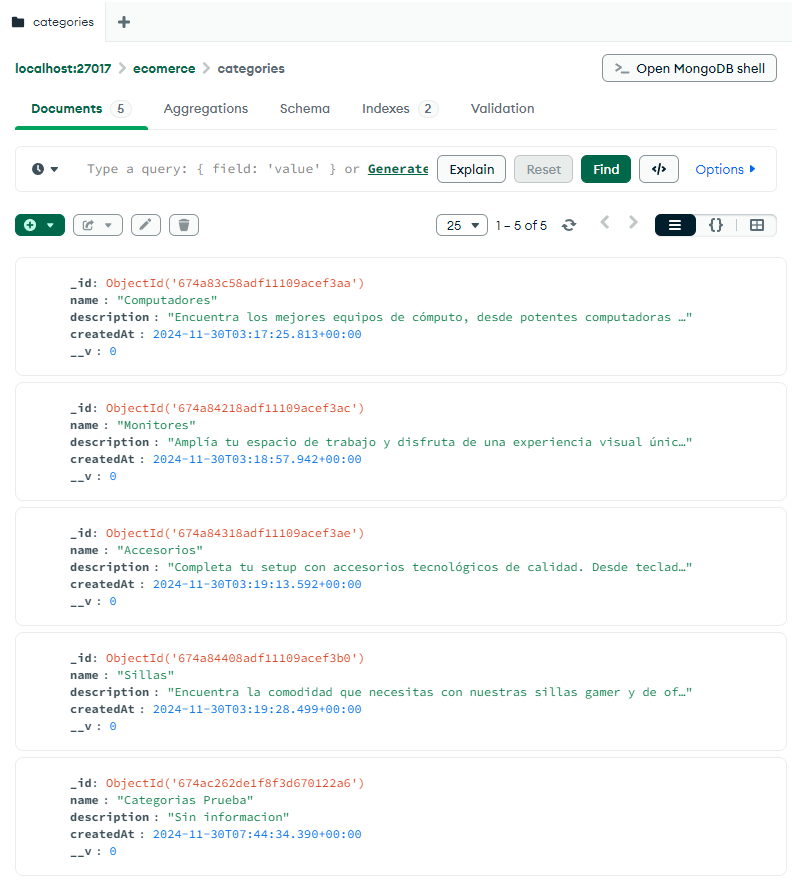 categories
localhost:27017 > ecomerce > categories
>_ Open MongoDB shell
Documents 5 Aggregations Schema Indexes 2 Validation
Type a query: { field: 'value' } or Generate Explain Reset Find </> Options
25 1 – 5 of 5 {}
_id: ObjectId('674a83c58adf11109acef3aa')
name : "Computadores"
description : "Encuentra los mejores equipos de cómputo, desde potentes computadoras …"
createdAt : 2024-11-30T03:17:25.813+00:00
__v : 0
_id: ObjectId('674a84218adf11109acef3ac')
name : "Monitores"
description : "Amplía tu espacio de trabajo y disfruta de una experiencia visual únic…"
createdAt : 2024-11-30T03:18:57.942+00:00
__v : 0
_id: ObjectId('674a84318adf11109acef3ae')
name : "Accesorios"
description : "Completa tu setup con accesorios tecnológicos de calidad. Desde teclad…"
createdAt : 2024-11-30T03:19:13.592+00:00
__v : 0
_id: ObjectId('674a84408adf11109acef3b0')
name : "Sillas"
description : "Encuentra la comodidad que necesitas con nuestras sillas gamer y de of…"
createdAt : 2024-11-30T03:19:28.499+00:00
__v : 0
_id: ObjectId('674ac262de1f8f3d670122a6')
name : "Categorias Prueba"
description : "Sin informacion"
createdAt : 2024-11-30T07:44:34.390+00:00
__v : 0